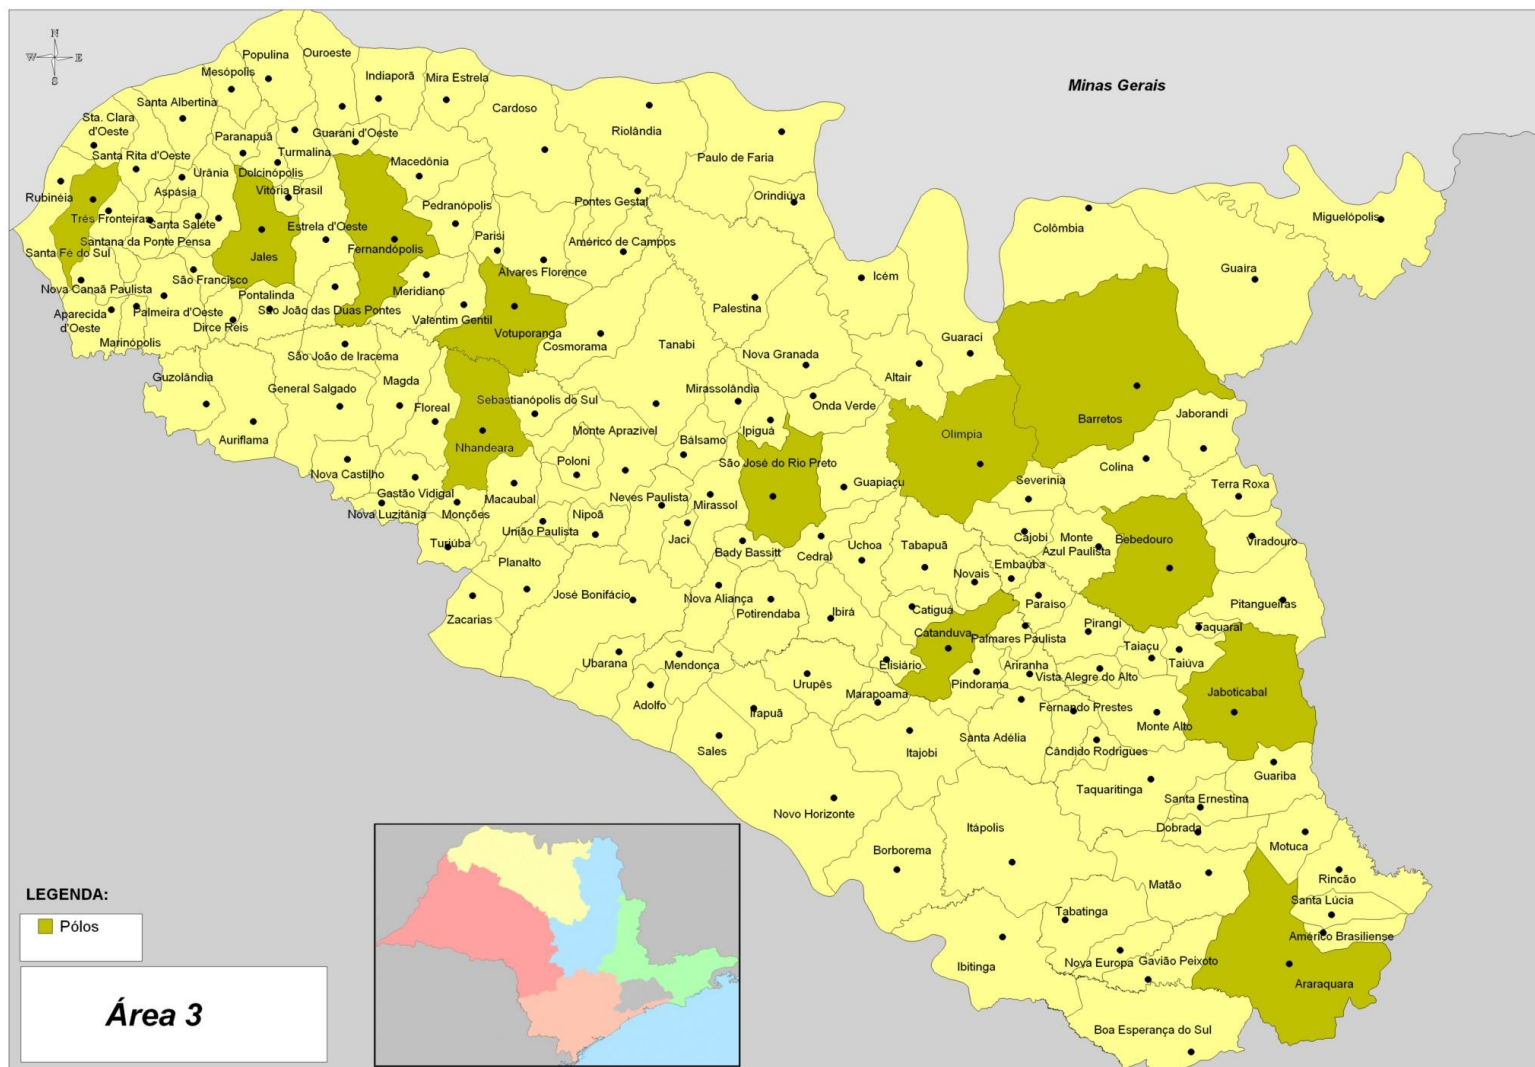 N
W E
S
Minas Gerais
Populina
Ouroeste
Mesópolis
Indiaporã
Mira Estrela
Santa Albertina
Cardoso
Sta. Clara
d'Oeste
Paranapuã
Guarani d'Oeste
Riolândia
Turmalina
Santa Rita d'Oeste
Macedônia
Paulo de Faria
Urânia
Dolcinópolis
Aspásia
Vitória Brasil
Rubinéia
Orindiúva
Pontes Gestal
Pedranópolis
Três Fronteiras
Santa Salete
Estrela d'Oeste
Miguelópolis
Colômbia
Santana da Ponte Pensa
Parisi
Américo de Campos
Fernandópolis
Santa Fé do Sul
Jales
Guaíra
Álvares Florence
Icém
São Francisco
Nova Canaã Paulista
Meridiano
Pontalinda
Palestina
São João das Duas Pontes
Palmeira d'Oeste
Aparecida
d'Oeste
Valentim Gentil
Dirce Reis
Votuporanga
Marinópolis
Cosmorama
Tanabi
Guaraci
São João de Iracema
Nova Granada
Guzolândia
Altair
Magda
General Salgado
Mirassolândia
Sebastianópolis do Sul
Floreal
Onda Verde
Jaborandi
Barretos
Monte Aprazível
Ipiguá
Olímpia
Auriflama
Bálsamo
Nhandeara
Poloni
São José do Rio Preto
Colina
Nova Castilho
Severínia
Guapiaçu
Terra Roxa
Gastão Vidigal
Macaubal
Neves Paulista
Mirassol
Nova Luzitânia
Monções
Nipoã
União Paulista
Cajobi
Monte
Azul Paulista
Bebedouro
Viradouro
Turiúba
Jaci
Bady Bassitt
Cedral
Uchoa
Tabapuã
Planalto
Embaúba
Novais
José Bonifácio
Nova Aliança
Potirendaba
Paraíso
Pitangueiras
Zacarias
Ibirá
Catiguá
Pirangi
Taquaral
Catanduva
Palmares Paulista
Taiaçu
Taiúva
Ubarana
Mendonça
Elisiário
Ariranha
Vista Alegre do Alto
Urupês
Pindorama
Marapoama
Jaboticabal
Adolfo
Irapuã
Fernando Prestes
Monte Alto
Sales
Itajobi
Santa Adélia
Cândido Rodrigues
Guariba
Taquaritinga
Santa Ernestina
Novo Horizonte
Itápolis
Dobrada
Motuca
Borborema
Rincão
Matão
Santa Lúcia
Tabatinga
Américo Brasiliense
Nova Europa
Gavião Peixoto
Ibitinga
Araraquara
Boa Esperança do Sul
LEGENDA:
Pólos
Área 3